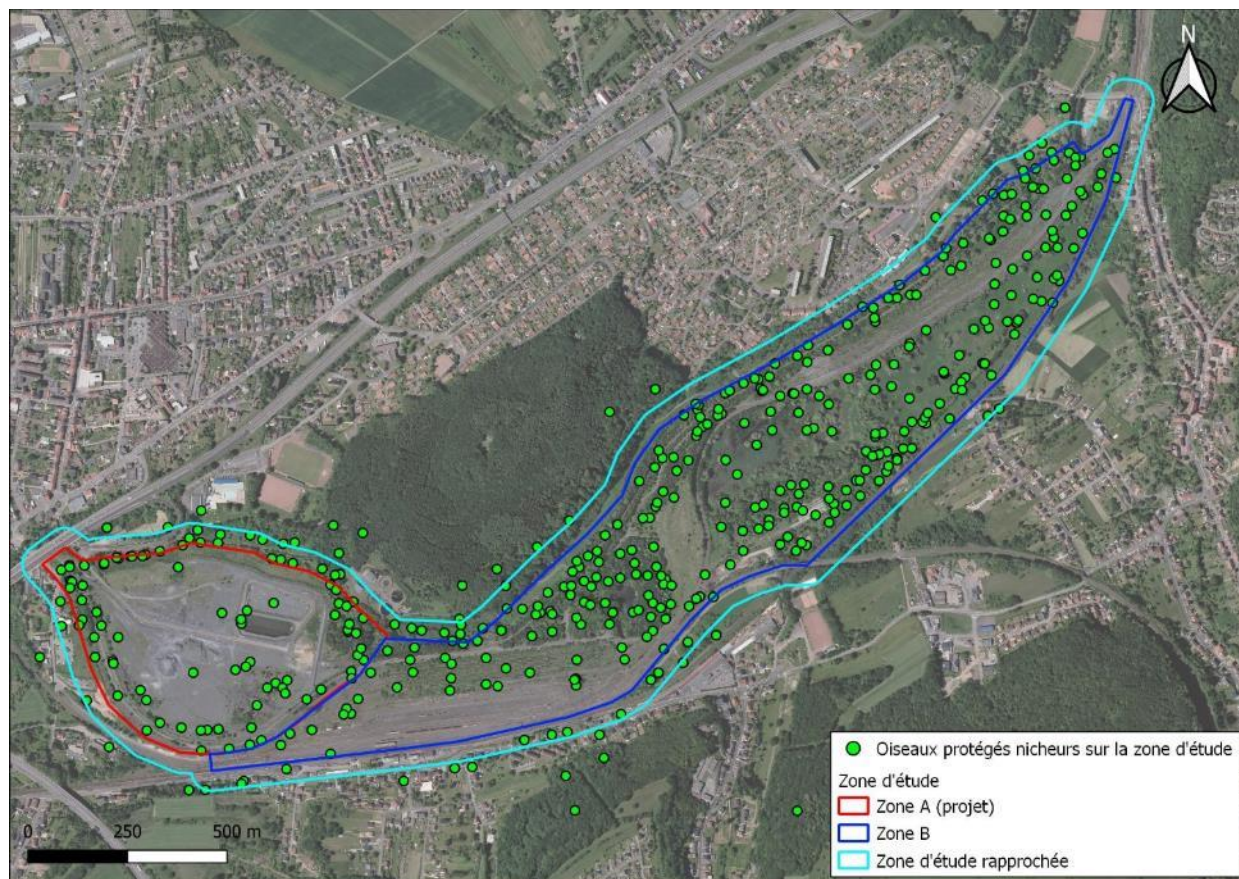 N
Oiseaux protégés nicheurs sur la zone d'étude
Zone d'étude
Zone A (projet)
Zone B
Zone d'étude rapprochée
0 250 500 m